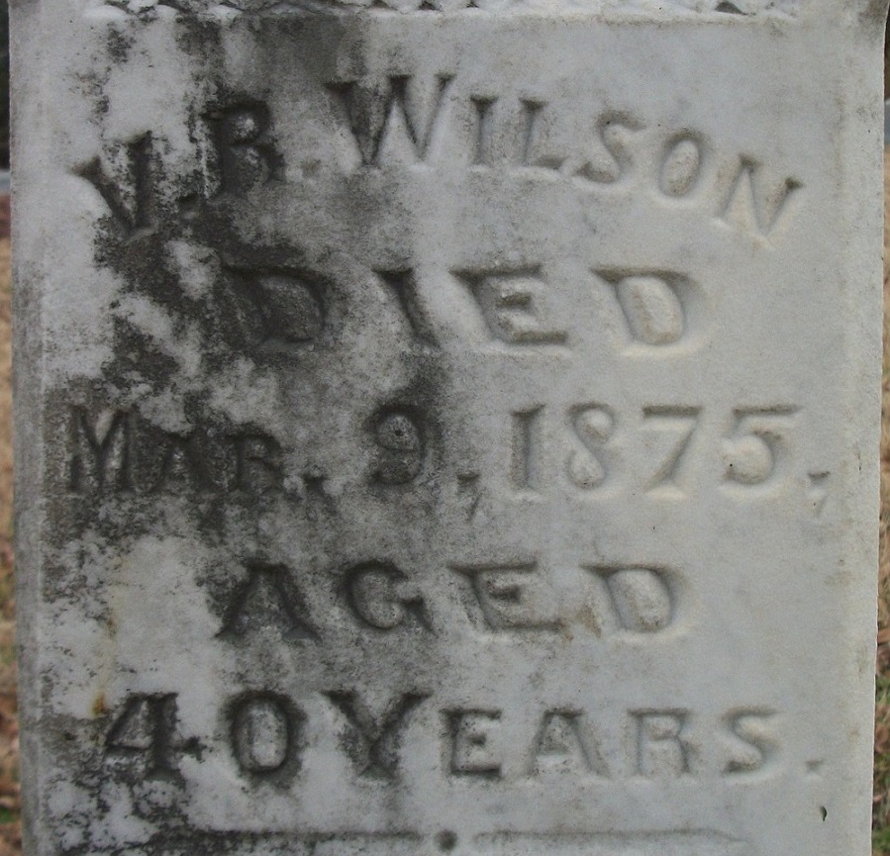 V. B. WILSON
DIED
MAR. 9, 1875,
AGED
40 YEARS.